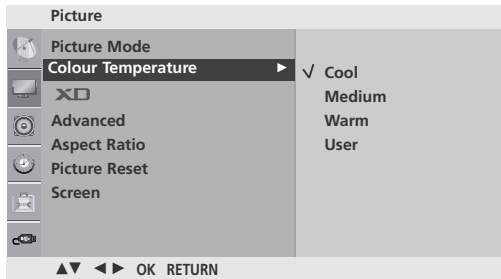 Picture
Picture Mode
Colour Temperature ►
XD
Advanced
Aspect Ratio
Picture Reset
Screen
√ Cool
Medium
Warm
User
▲▼ ◄► OK RETURN